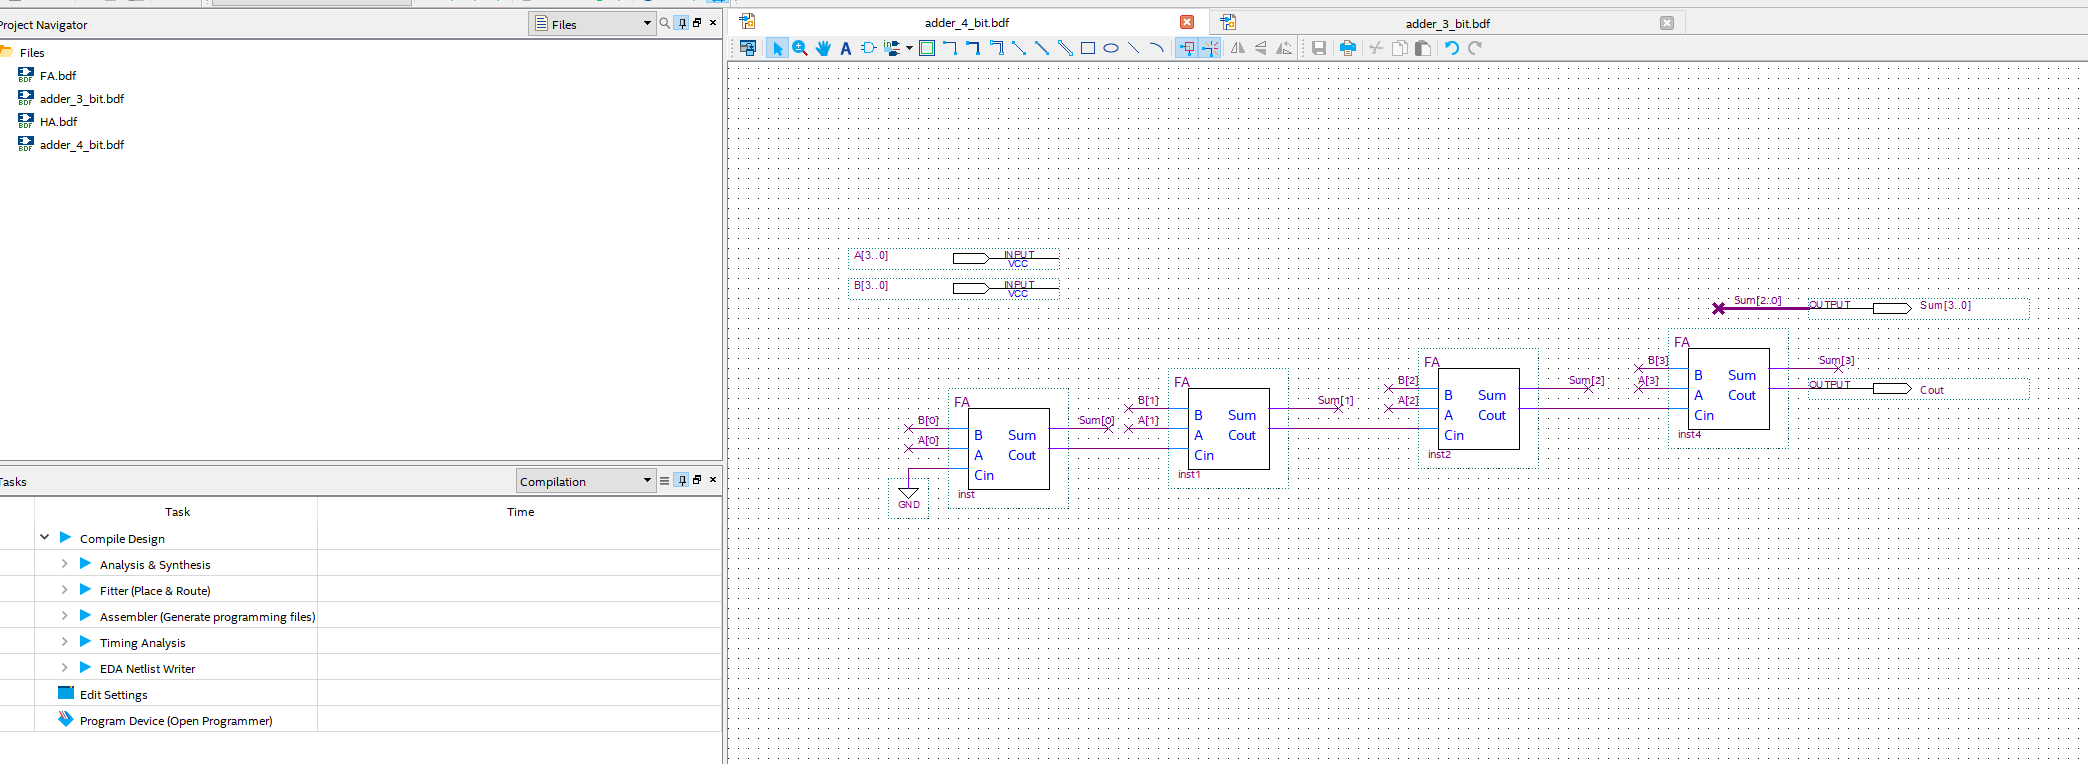 Project Navigator
Files
Files
FA.bdf
adder_3_bit.bdf
HA.bdf
adder_4_bit.bdf
Tasks
Compilation
Task
Time
Compile Design
Analysis & Synthesis
Fitter (Place & Route)
Assembler (Generate programming files)
Timing Analysis
EDA Netlist Writer
Edit Settings
Program Device (Open Programmer)
adder_4_bit.bdf
adder_3_bit.bdf
A[3..0]
INPUT
VCC
B[3..0]
INPUT
VCC
Sum[2..0]
OUTPUT
Sum[3..0]
FA
B[3]
A[3]
B
Sum
A
Cout
Cin
Sum[3]
OUTPUT
Cout
inst4
FA
B[2]
A[2]
B
Sum
A
Cout
Cin
Sum[2]
inst2
FA
B[1]
A[1]
B
Sum
A
Cout
Cin
Sum[1]
inst1
FA
B[0]
A[0]
B
Sum
A
Cout
Cin
Sum[0]
inst
GND